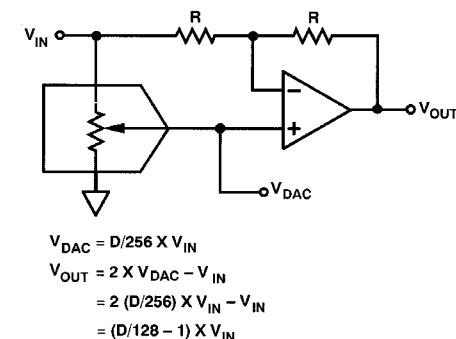 R R
V_IN
−
+
V_OUT
V_DAC
V_DAC = D/256 X V_IN
V_OUT = 2 X V_DAC – V_IN
= 2 (D/256) X V_IN – V_IN
= (D/128 – 1) X V_IN